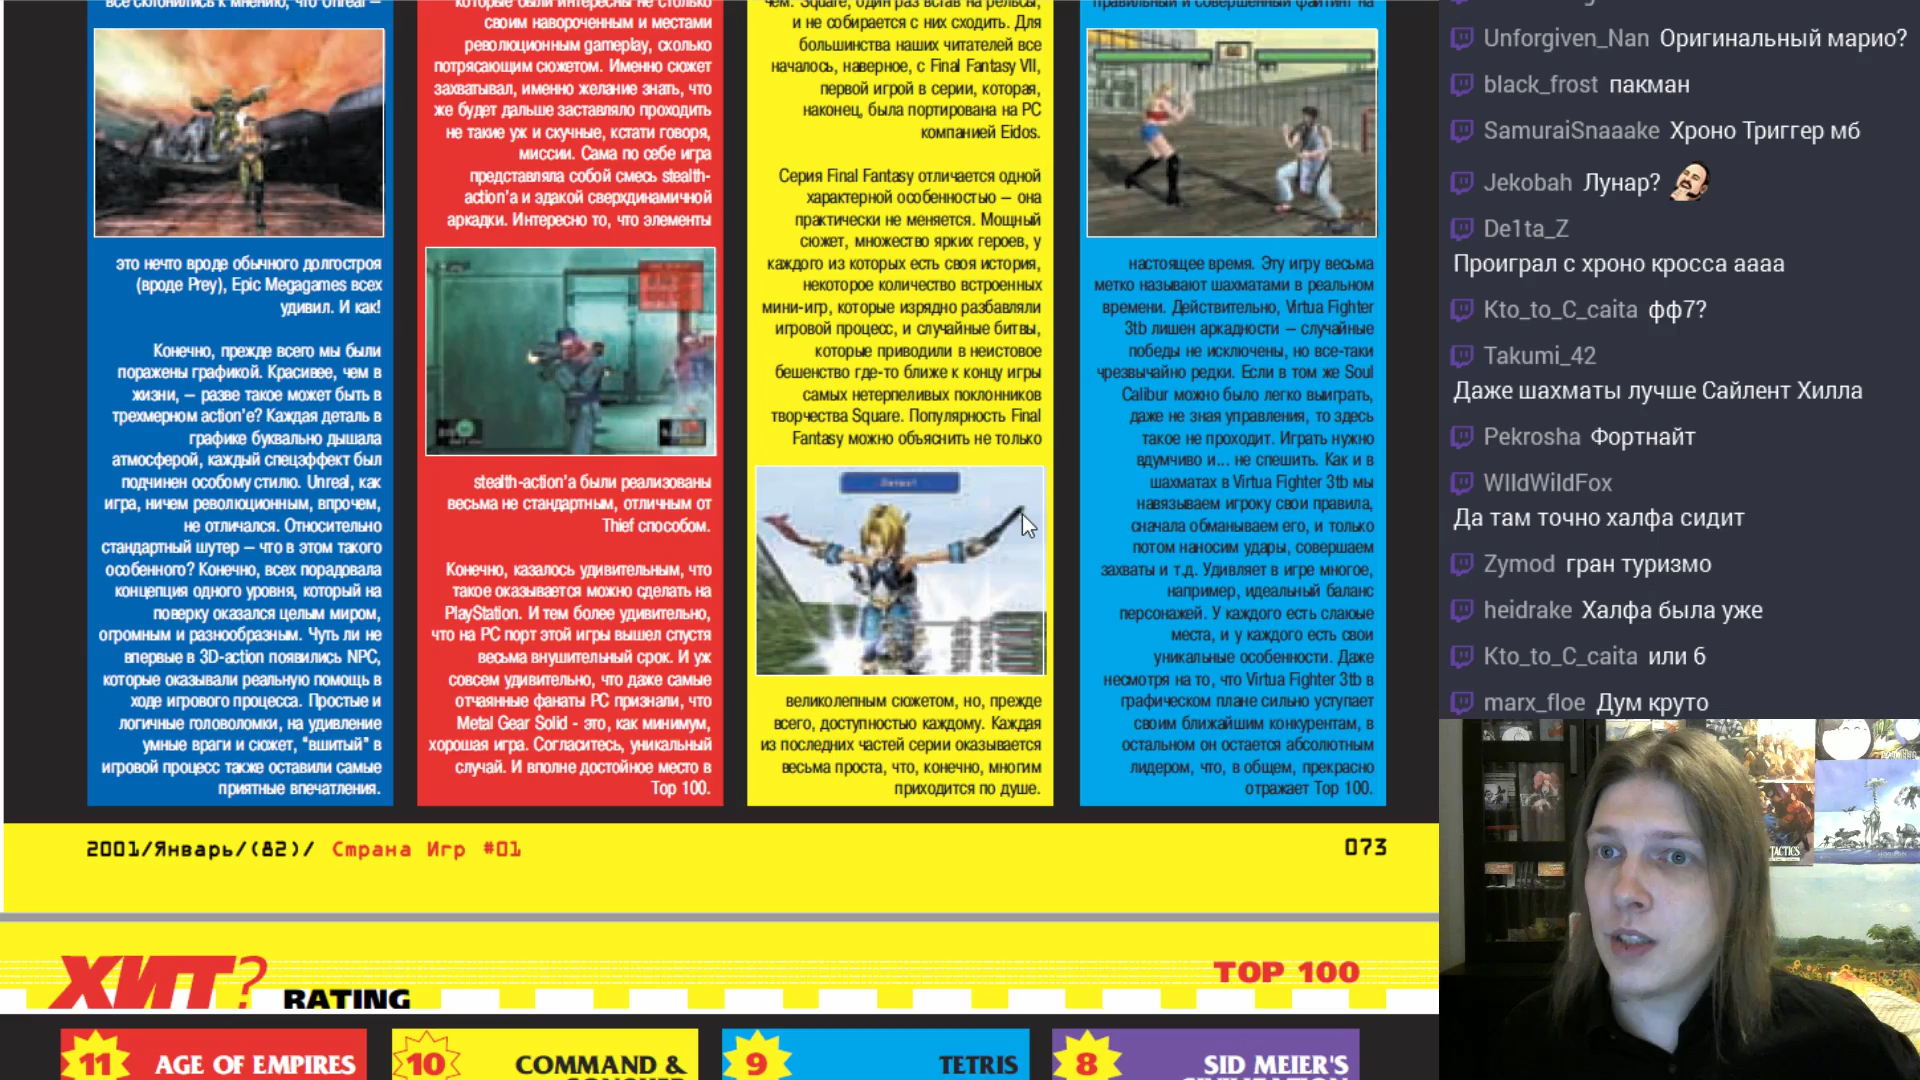 все склонились к мнению, что Unreal –
это нечто вроде обычного долгостроя
(вроде Prey), Epic Megagames всех
удивил. И как!
Конечно, прежде всего мы были
поражены графикой. Красивее, чем в
жизни, – разве такое может быть в
трехмерном action'е? Каждая деталь в
графике буквально дышала
атмосферой, каждый спецэффект был
подчинен особому стилю. Unreal, как
игра, ничем революционным, впрочем,
не отличался. Относительно
стандартный шутер – что в этом такого
особенного? Конечно, всех порадовала
концепция одного уровня, который на
поверку оказался целым миром,
огромным и разнообразным. Чуть ли не
впервые в 3D-action появились NPC,
которые оказывали реальную помощь в
ходе игрового процесса. Простые и
логичные головоломки, на удивление
умные враги и сюжет, "вшитый" в
игровой процесс также оставили самые
приятные впечатления.
которые были интересны не столько
своим навороченным и местами
революционным gameplay, сколько
потрясающим сюжетом. Именно сюжет
захватывал, именно желание знать, что
же будет дальше заставляло проходить
не такие уж и скучные, кстати говоря,
миссии. Сама по себе игра
представляла собой смесь stealth-
action'а и эдакой сверхдинамичной
аркадки. Интересно то, что элементы
stealth-action'а были реализованы
весьма не стандартным, отличным от
Thief способом.
Конечно, казалось удивительным, что
такое оказывается можно сделать на
PlayStation. И тем более удивительно,
что на PC порт этой игры вышел спустя
весьма внушительный срок. И уж
совсем удивительно, что даже самые
отчаянные фанаты PC признали, что
Metal Gear Solid - это, как минимум,
хорошая игра. Согласитесь, уникальный
случай. И вполне достойное место в
Top 100.
чем. Square, один раз встав на рельсы,
и не собирается с них сходить. Для
большинства наших читателей все
началось, наверное, с Final Fantasy VII,
первой игрой в серии, которая,
наконец, была портирована на PC
компанией Eidos.
Серия Final Fantasy отличается одной
характерной особенностью – она
практически не меняется. Мощный
сюжет, множество ярких героев, у
каждого из которых есть своя история,
некоторое количество встроенных
мини-игр, которые изрядно разбавляли
игровой процесс, и случайные битвы,
которые приводили в неистовое
бешенство где-то ближе к концу игры
самых нетерпеливых поклонников
творчества Square. Популярность Final
Fantasy можно объяснить не только
великолепным сюжетом, но, прежде
всего, доступностью каждому. Каждая
из последних частей серии оказывается
весьма проста, что, конечно, многим
приходится по душе.
правильный и совершенный файтинг на
настоящее время. Эту игру весьма
метко называют шахматами в реальном
времени. Действительно, Virtua Fighter
3tb лишен аркадности – случайные
победы не исключены, но все-таки
чрезвычайно редки. Если в том же Soul
Calibur можно было легко выиграть,
даже не зная управления, то здесь
такое не проходит. Играть нужно
вдумчиво и... не спешить. Как и в
шахматах в Virtua Fighter 3tb мы
навязываем игроку свои правила,
сначала обманываем его, и только
потом наносим удары, совершаем
захваты и т.д. Удивляет в игре многое,
например, идеальный баланс
персонажей. У каждого есть слабые
места, и у каждого есть свои
уникальные особенности. Даже
несмотря на то, что Virtua Fighter 3tb в
графическом плане сильно уступает
своим ближайшим конкурентам, в
остальном он остается абсолютным
лидером, что, в общем, прекрасно
отражает Top 100.
2001/Январь/(82)/ Страна Игр #01
073
ХИТ? RATING
TOP 100
11 AGE OF EMPIRES
10 COMMAND &
CONQUER
9 TETRIS
8 SID MEIER'S
CIVILIZATION
Unforgiven_Nan Оригинальный марио?
black_frost пакман
SamuraiSnaaake Хроно Триггер мб
Jekobah Лунар?
De1ta_Z
Проиграл с хроно кросса аааа
Kto_to_C_caita фф7?
Takumi_42
Даже шахматы лучше Сайлент Хилла
Pekrosha Фортнайт
WIldWildFox
Да там точно халфа сидит
Zymod гран туризмо
heidrake Халфа была уже
Kto_to_C_caita или 6
marx_floe Дум круто
TACTICS